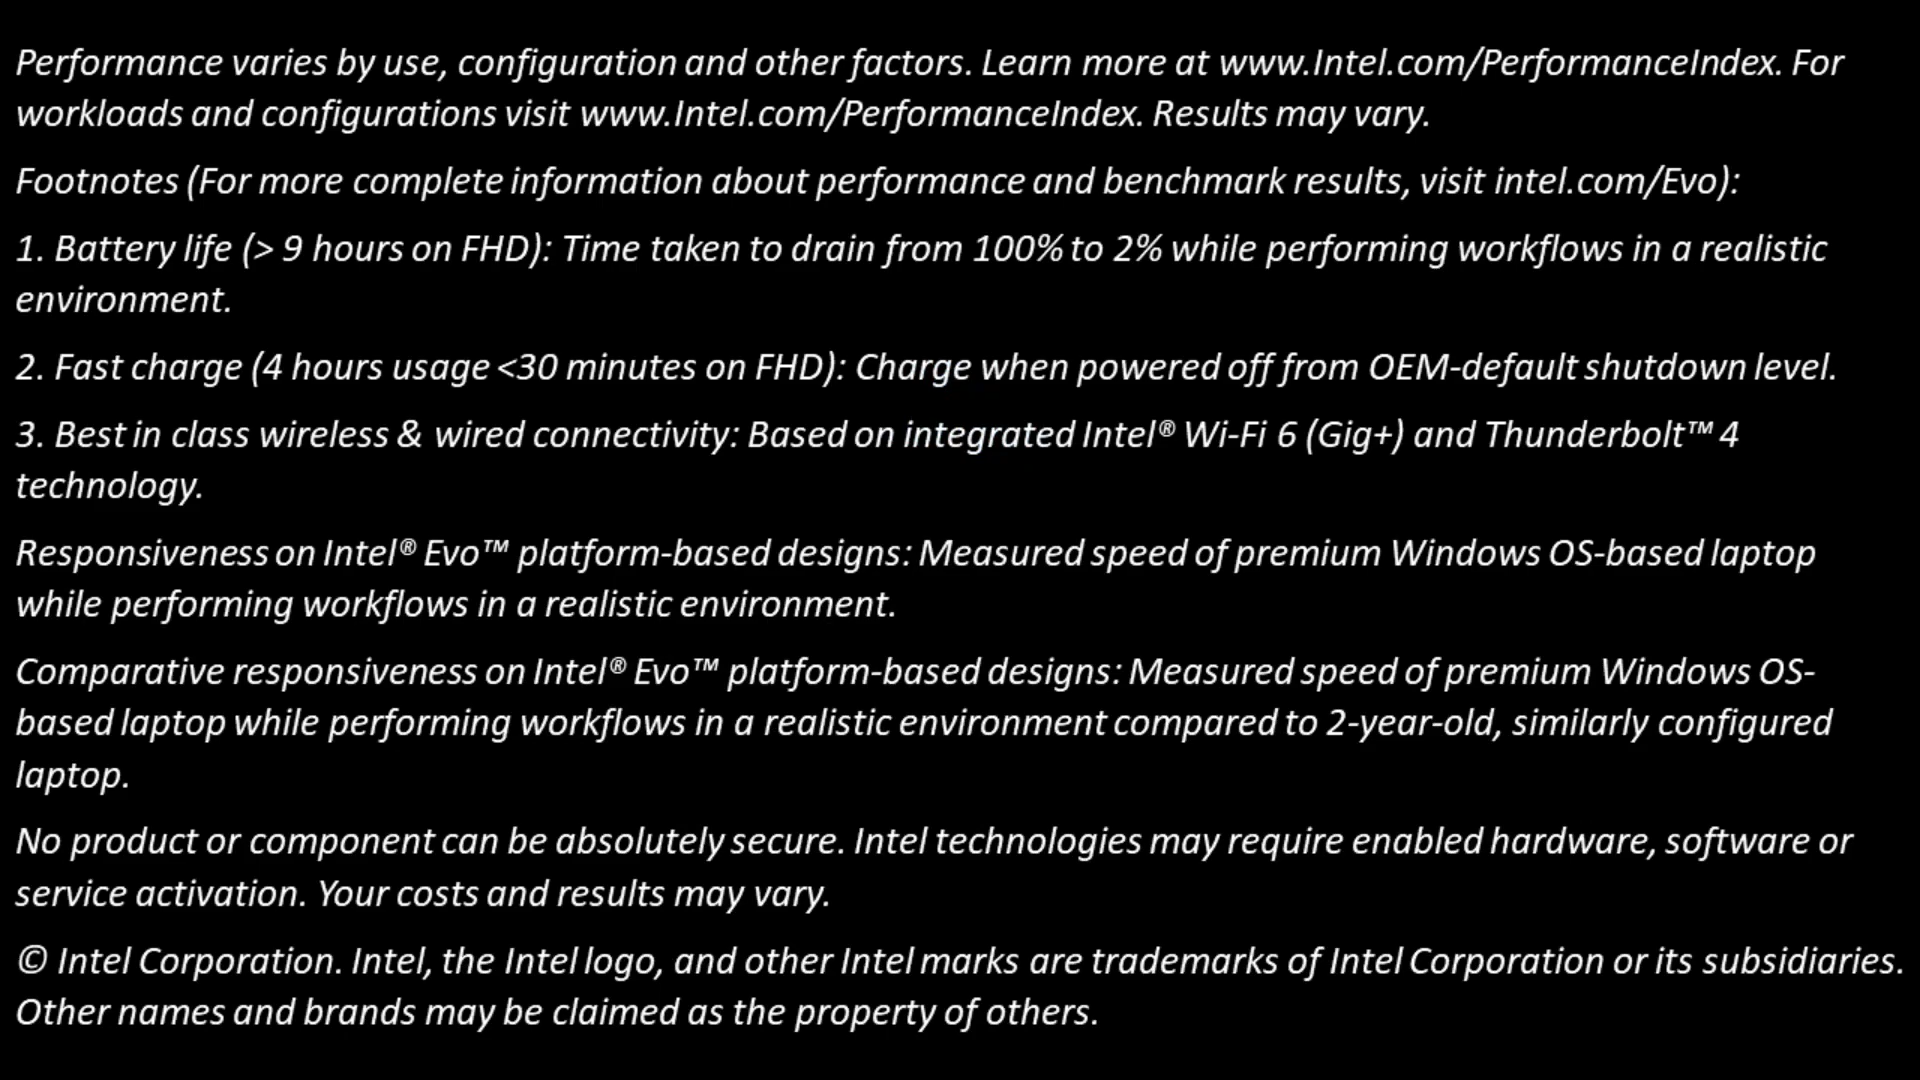 Performance varies by use, configuration and other factors. Learn more at www.Intel.com/PerformanceIndex. For
workloads and configurations visit www.Intel.com/PerformanceIndex. Results may vary.
Footnotes (For more complete information about performance and benchmark results, visit intel.com/Evo):
1. Battery life (> 9 hours on FHD): Time taken to drain from 100% to 2% while performing workflows in a realistic
environment.
2. Fast charge (4 hours usage <30 minutes on FHD): Charge when powered off from OEM-default shutdown level.
3. Best in class wireless & wired connectivity: Based on integrated Intel® Wi-Fi 6 (Gig+) and Thunderbolt™ 4
technology.
Responsiveness on Intel® Evo™ platform-based designs: Measured speed of premium Windows OS-based laptop
while performing workflows in a realistic environment.
Comparative responsiveness on Intel® Evo™ platform-based designs: Measured speed of premium Windows OS-
based laptop while performing workflows in a realistic environment compared to 2-year-old, similarly configured
laptop.
No product or component can be absolutely secure. Intel technologies may require enabled hardware, software or
service activation. Your costs and results may vary.
© Intel Corporation. Intel, the Intel logo, and other Intel marks are trademarks of Intel Corporation or its subsidiaries.
Other names and brands may be claimed as the property of others.